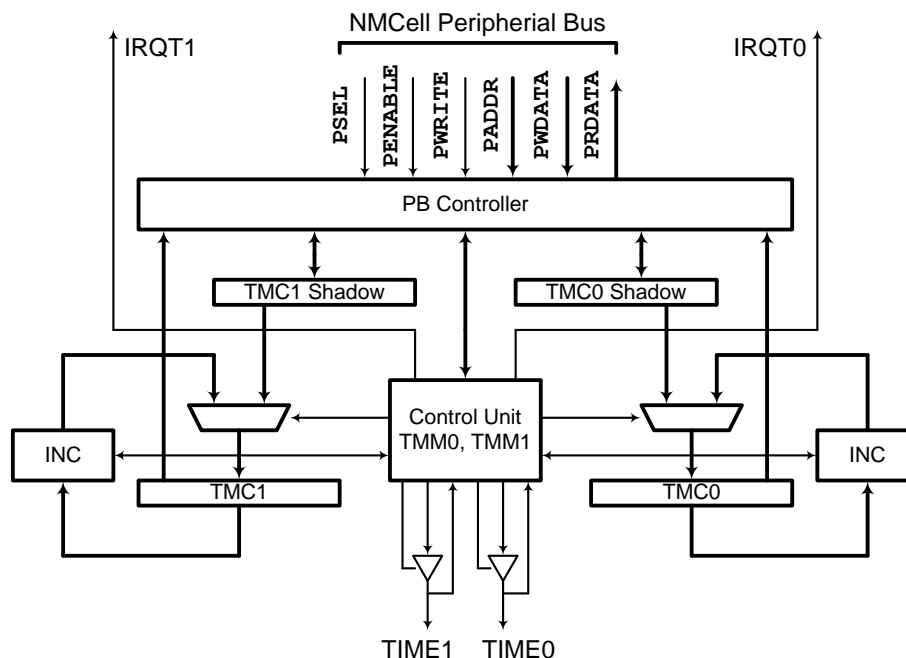 NMCell Peripherial Bus
IRQT1
IRQT0
PSEL
PENABLE
PWRITE
PADDR
PWDATA
PRDATA
PB Controller
TMC1 Shadow
TMC0 Shadow
Control Unit
TMM0, TMM1
INC
INC
TMC1
TMC0
TIME1
TIME0